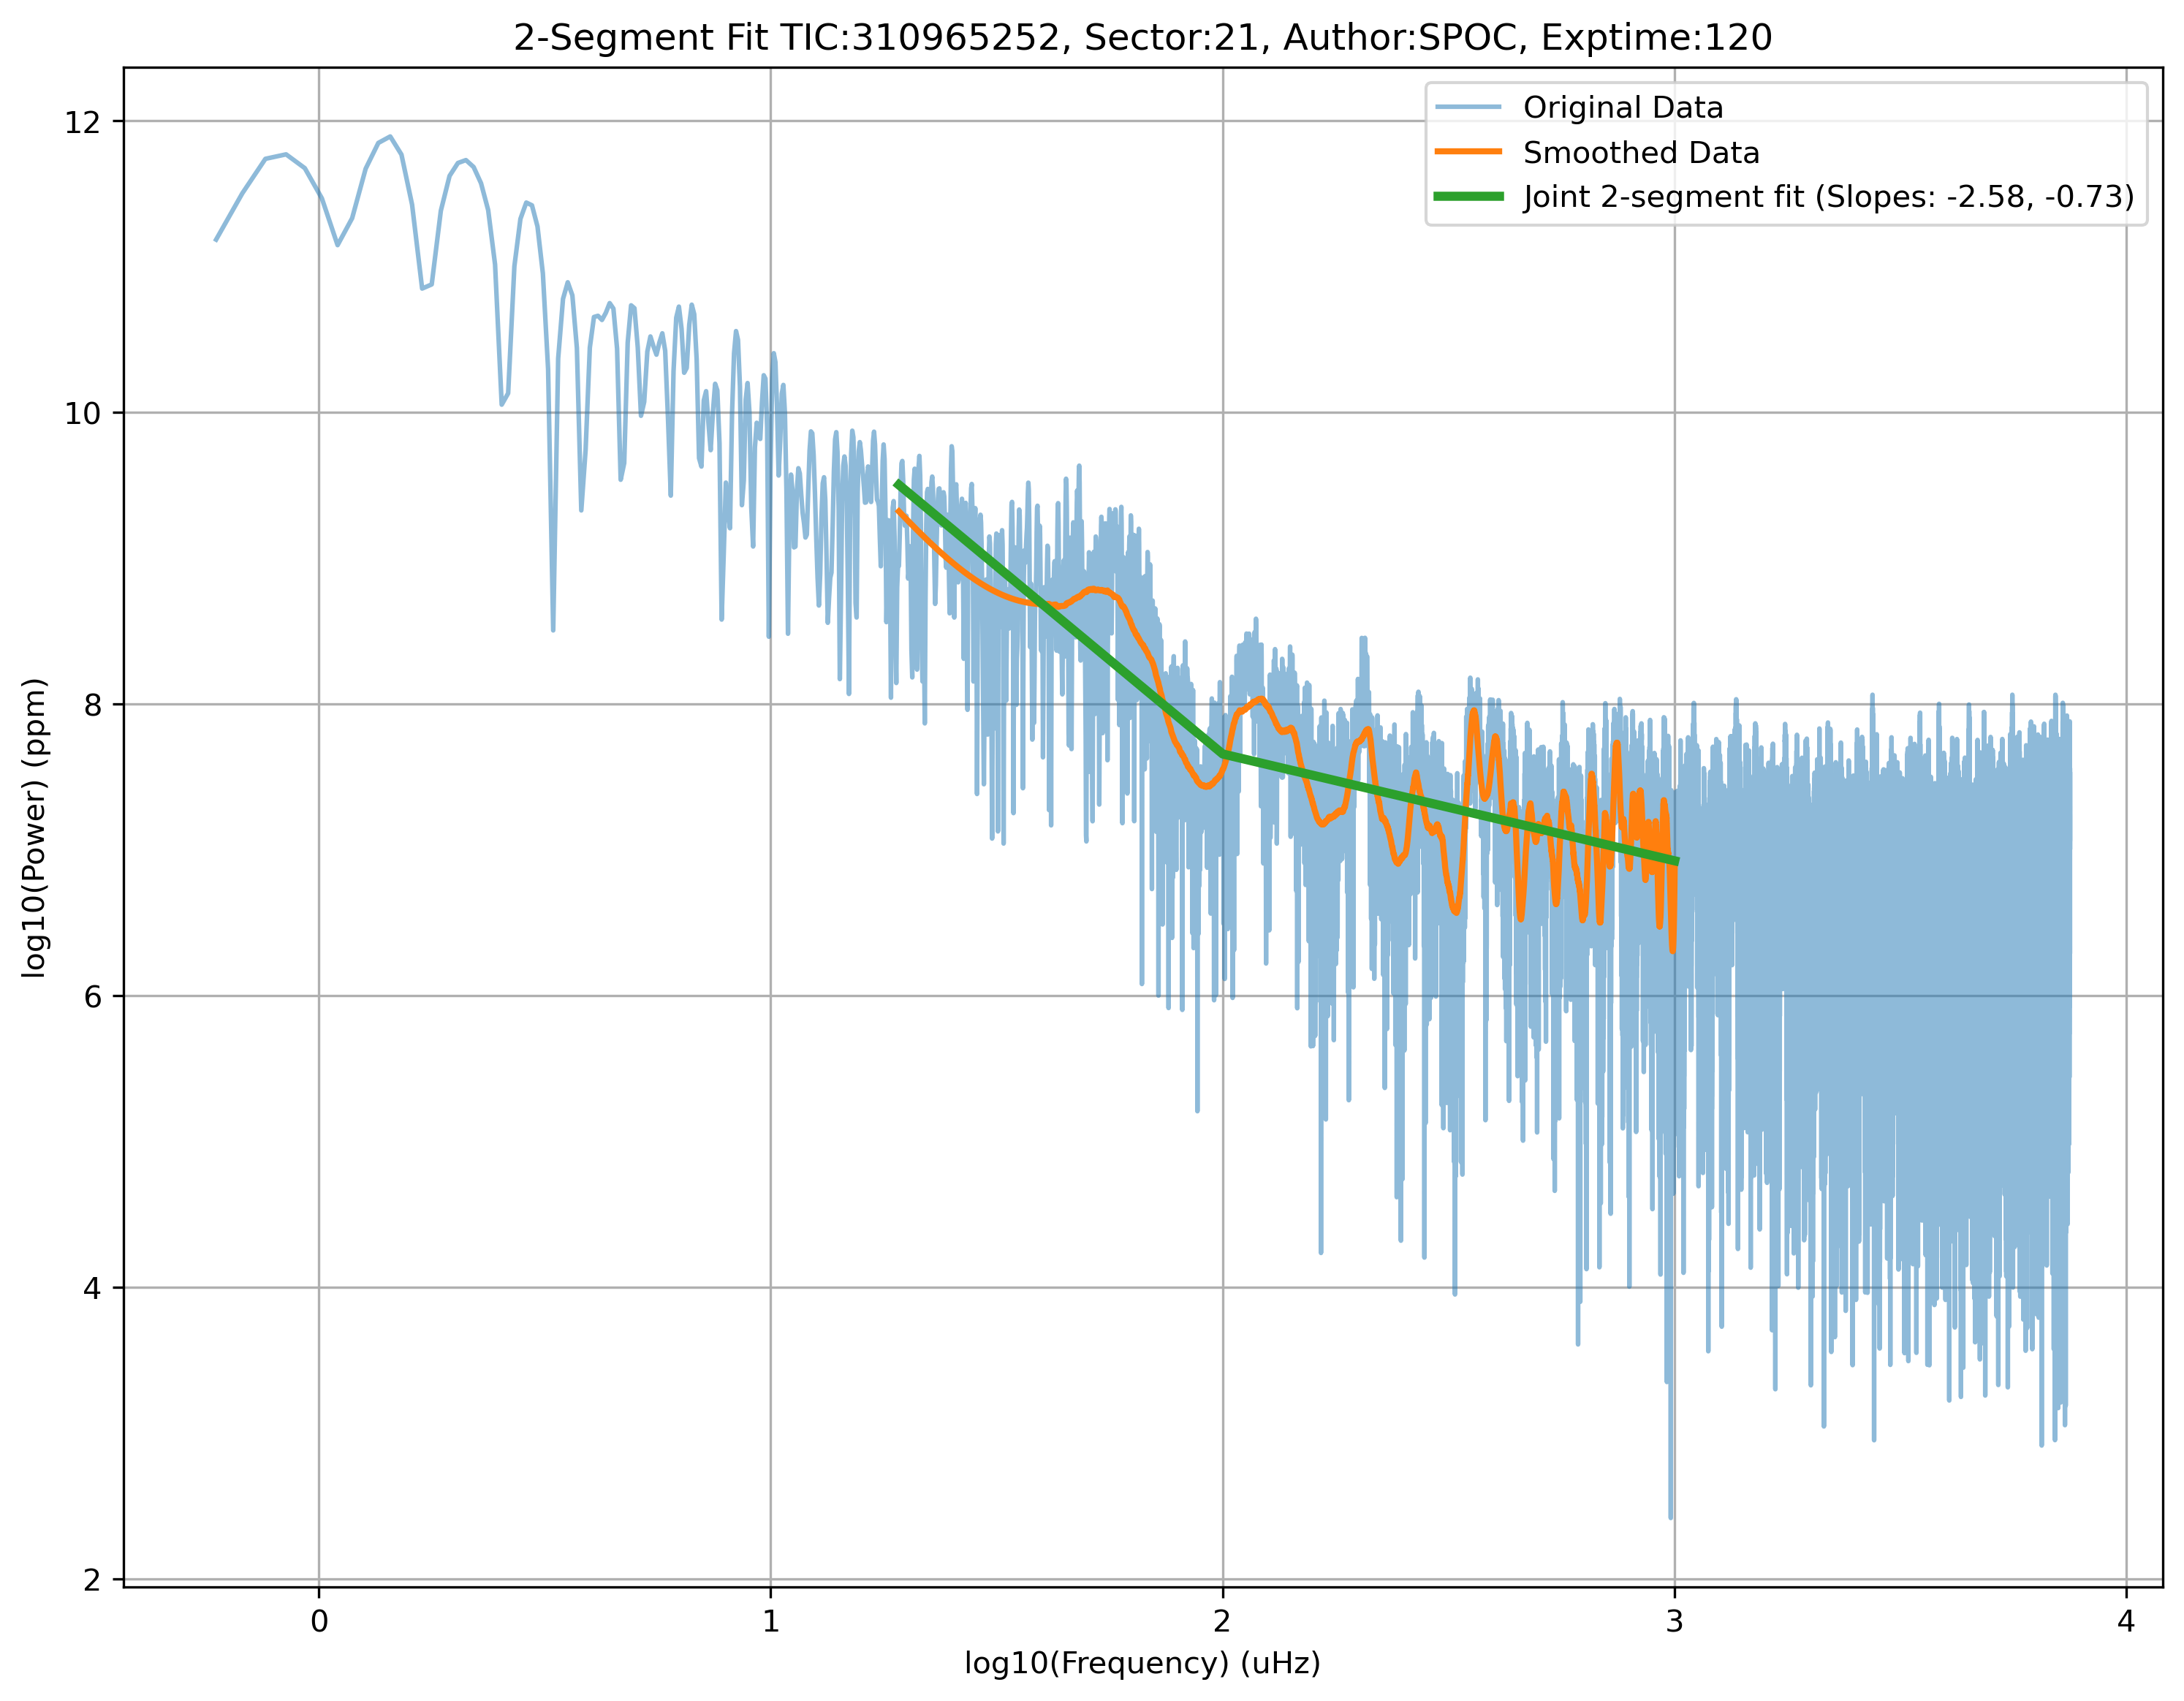 2-Segment Fit TIC:310965252, Sector:21, Author:SPOC, Exptime:120
Original Data
Smoothed Data
Joint 2-segment fit (Slopes: -2.58, -0.73)
12
10
8
6
4
2
log10(Power) (ppm)
0 1 2 3 4
log10(Frequency) (uHz)